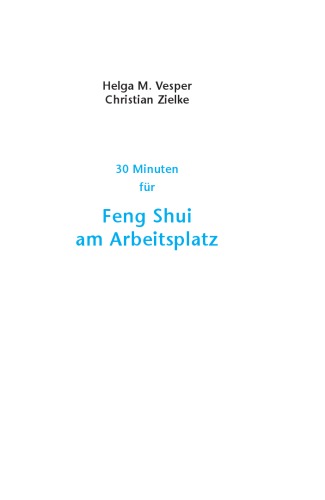 Helga M. Vesper
Christian Zielke
30 Minuten
für
Feng Shui
am Arbeitsplatz